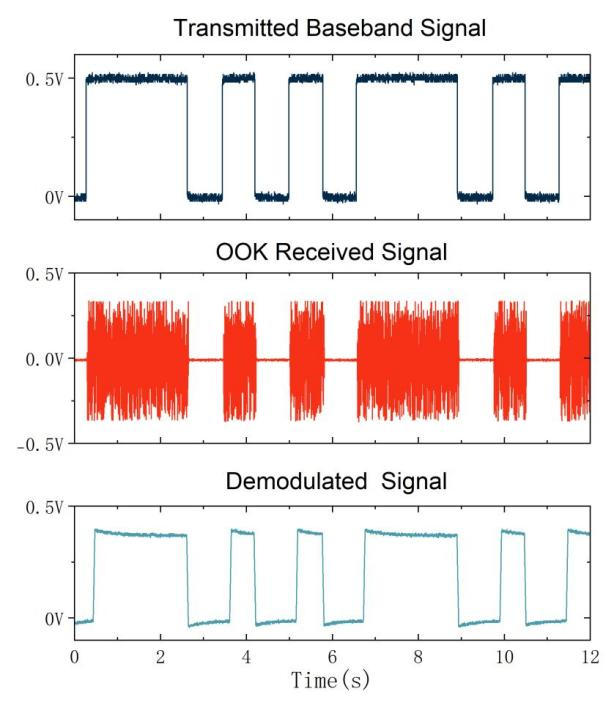 Transmitted Baseband Signal
0.5V
0V
OOK Received Signal
0.5V
0.0V
-0.5V
Demodulated Signal
0.5V
0V
0 2 4 6 8 10 12
Time(s)